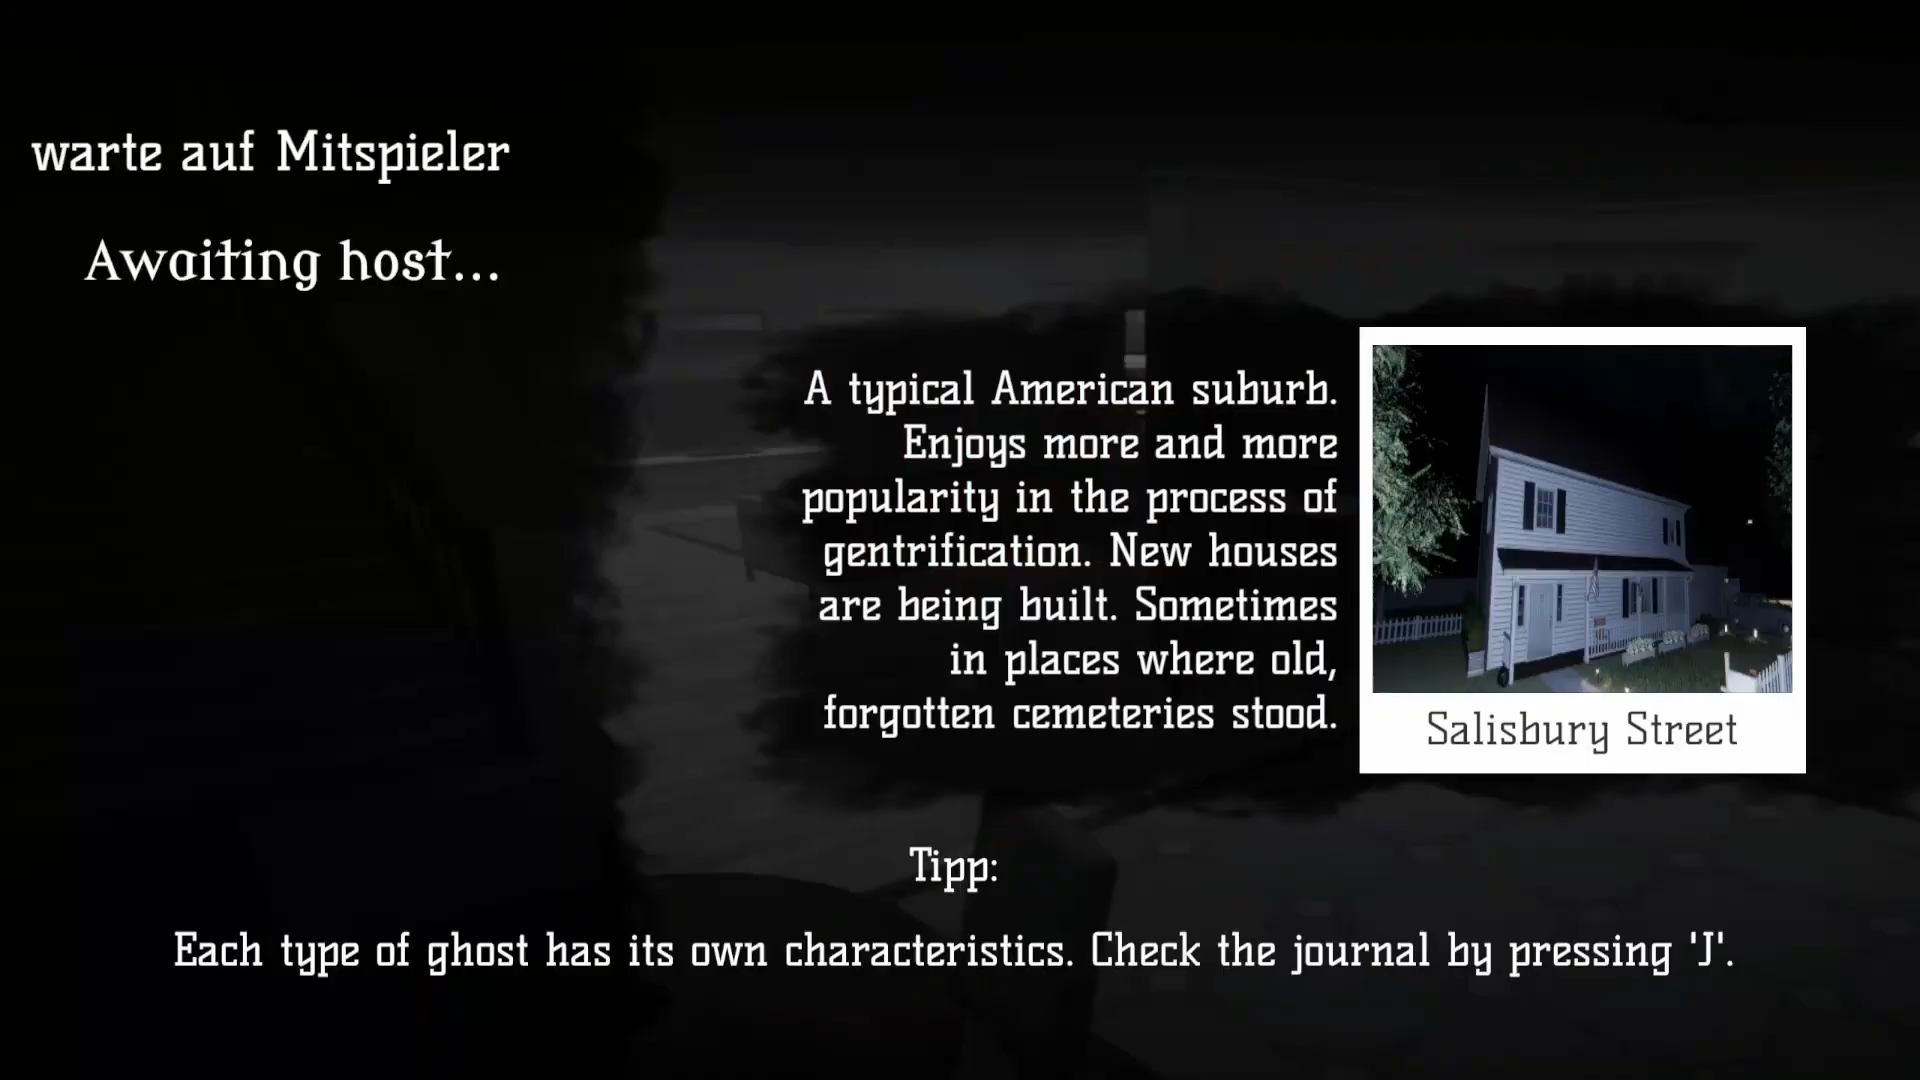 warte auf Mitspieler
Awaiting host...
A typical American suburb.
Enjoys more and more
popularity in the process of
gentrification. New houses
are being built. Sometimes
in places where old,
forgotten cemeteries stood.
Salisbury Street
Tipp:
Each type of ghost has its own characteristics. Check the journal by pressing 'J'.